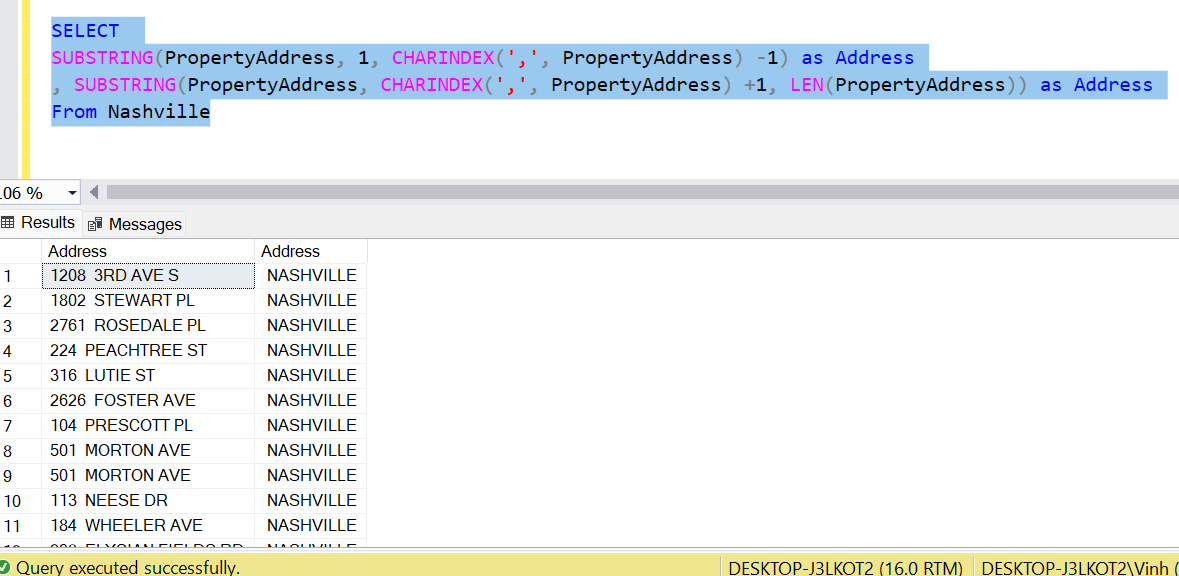 SELECT
SUBSTRING(PropertyAddress, 1, CHARINDEX(',', PropertyAddress) -1) as Address
, SUBSTRING(PropertyAddress, CHARINDEX(',', PropertyAddress) +1, LEN(PropertyAddress)) as Address
From Nashville
06 %
Results Messages
Address Address
1 1208 3RD AVE S NASHVILLE
2 1802 STEWART PL NASHVILLE
3 2761 ROSEDALE PL NASHVILLE
4 224 PEACHTREE ST NASHVILLE
5 316 LUTIE ST NASHVILLE
6 2626 FOSTER AVE NASHVILLE
7 104 PRESCOTT PL NASHVILLE
8 501 MORTON AVE NASHVILLE
9 501 MORTON AVE NASHVILLE
10 113 NEESE DR NASHVILLE
11 184 WHEELER AVE NASHVILLE
ELYSIAN FIELDS RD NASHVILLE
Query executed successfully. DESKTOP-J3LKOT2 (16.0 RTM) DESKTOP-J3LKOT2\Vinh (